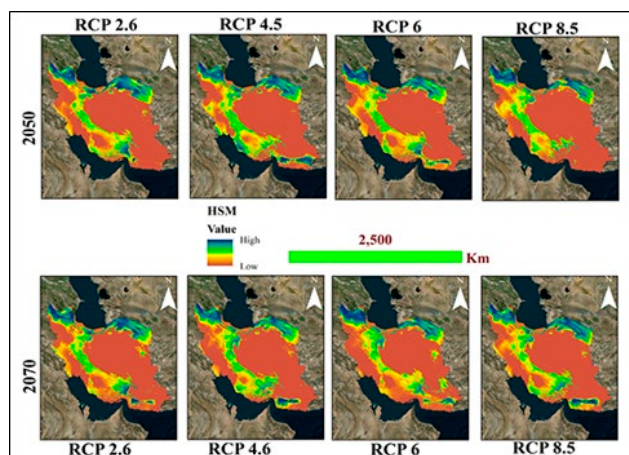 RCP 2.6 RCP 4.5 RCP 6 RCP 8.5
N N N N
2050
HSM
Value
High
Low
2,500
Km
N N N N
2070
RCP 2.6 RCP 4.6 RCP 6 RCP 8.5